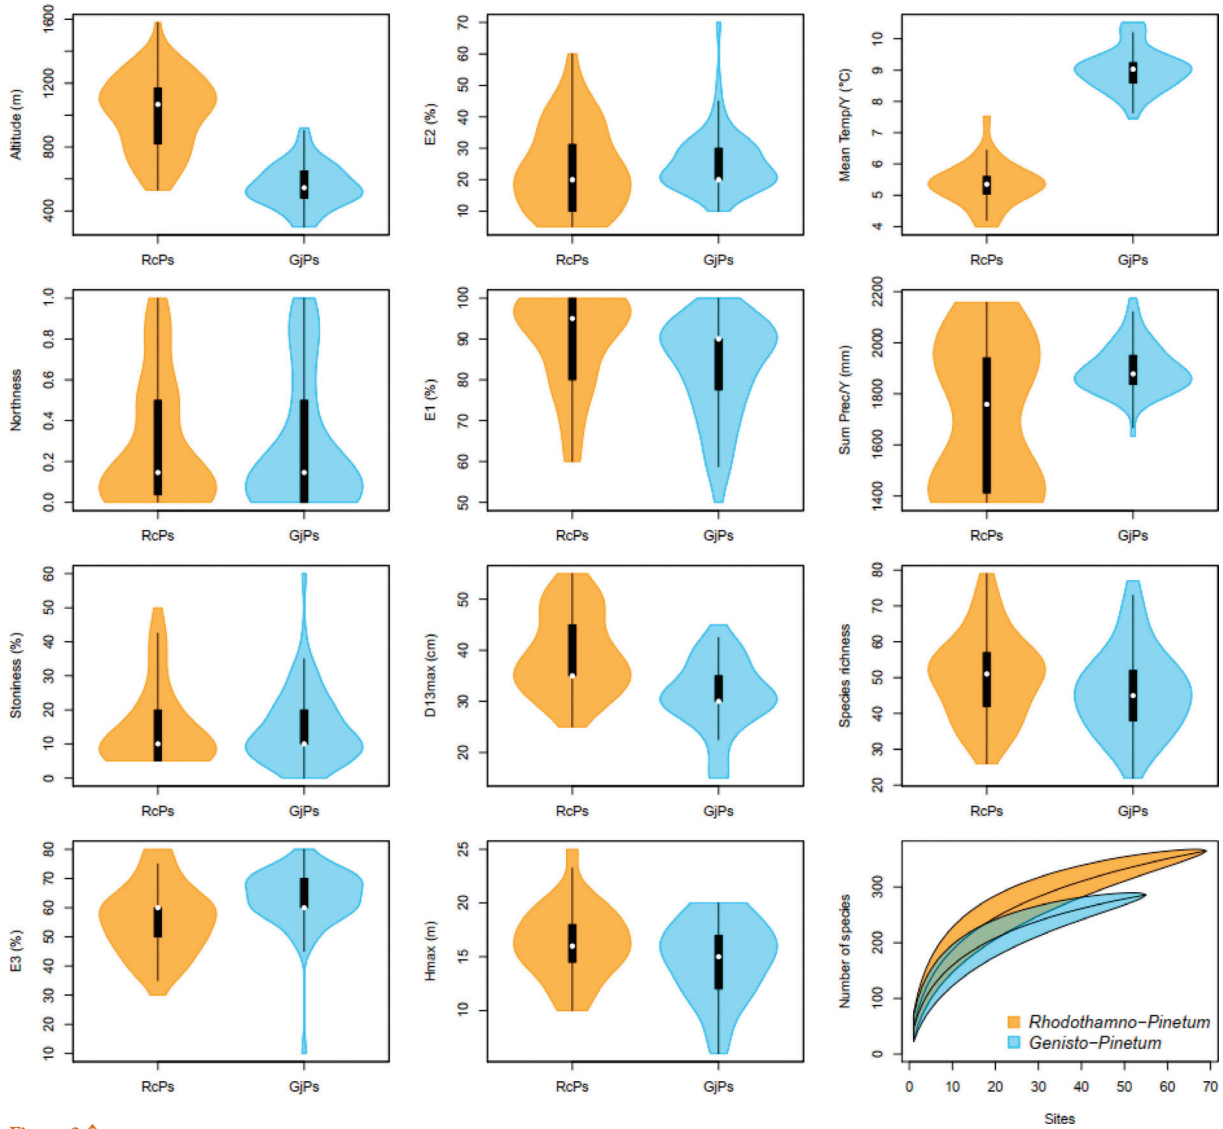 Altitude (m)
1600
1200
800
400
RcPs GjPs
E2 (%)
70
60
50
40
30
20
10
RcPs GjPs
Mean Temp/Y (°C)
10
9
8
7
6
5
4
RcPs GjPs
Northness
1.0
0.8
0.6
0.4
0.2
0.0
RcPs GjPs
E1 (%)
100
90
80
70
60
50
RcPs GjPs
Sum Prec/Y (mm)
2200
2000
1800
1600
1400
RcPs GjPs
Stoniness (%)
60
50
40
30
20
10
0
RcPs GjPs
D13max (cm)
50
40
30
20
RcPs GjPs
Species richness
80
70
60
50
40
30
20
RcPs GjPs
E3 (%)
80
70
60
50
40
30
20
10
RcPs GjPs
Hmax (m)
25
20
15
10
RcPs GjPs
Number of species
300
200
100
0
Rhodothamno−Pinetum
Genisto−Pinetum
0 10 20 30 40 50 60 70
Sites